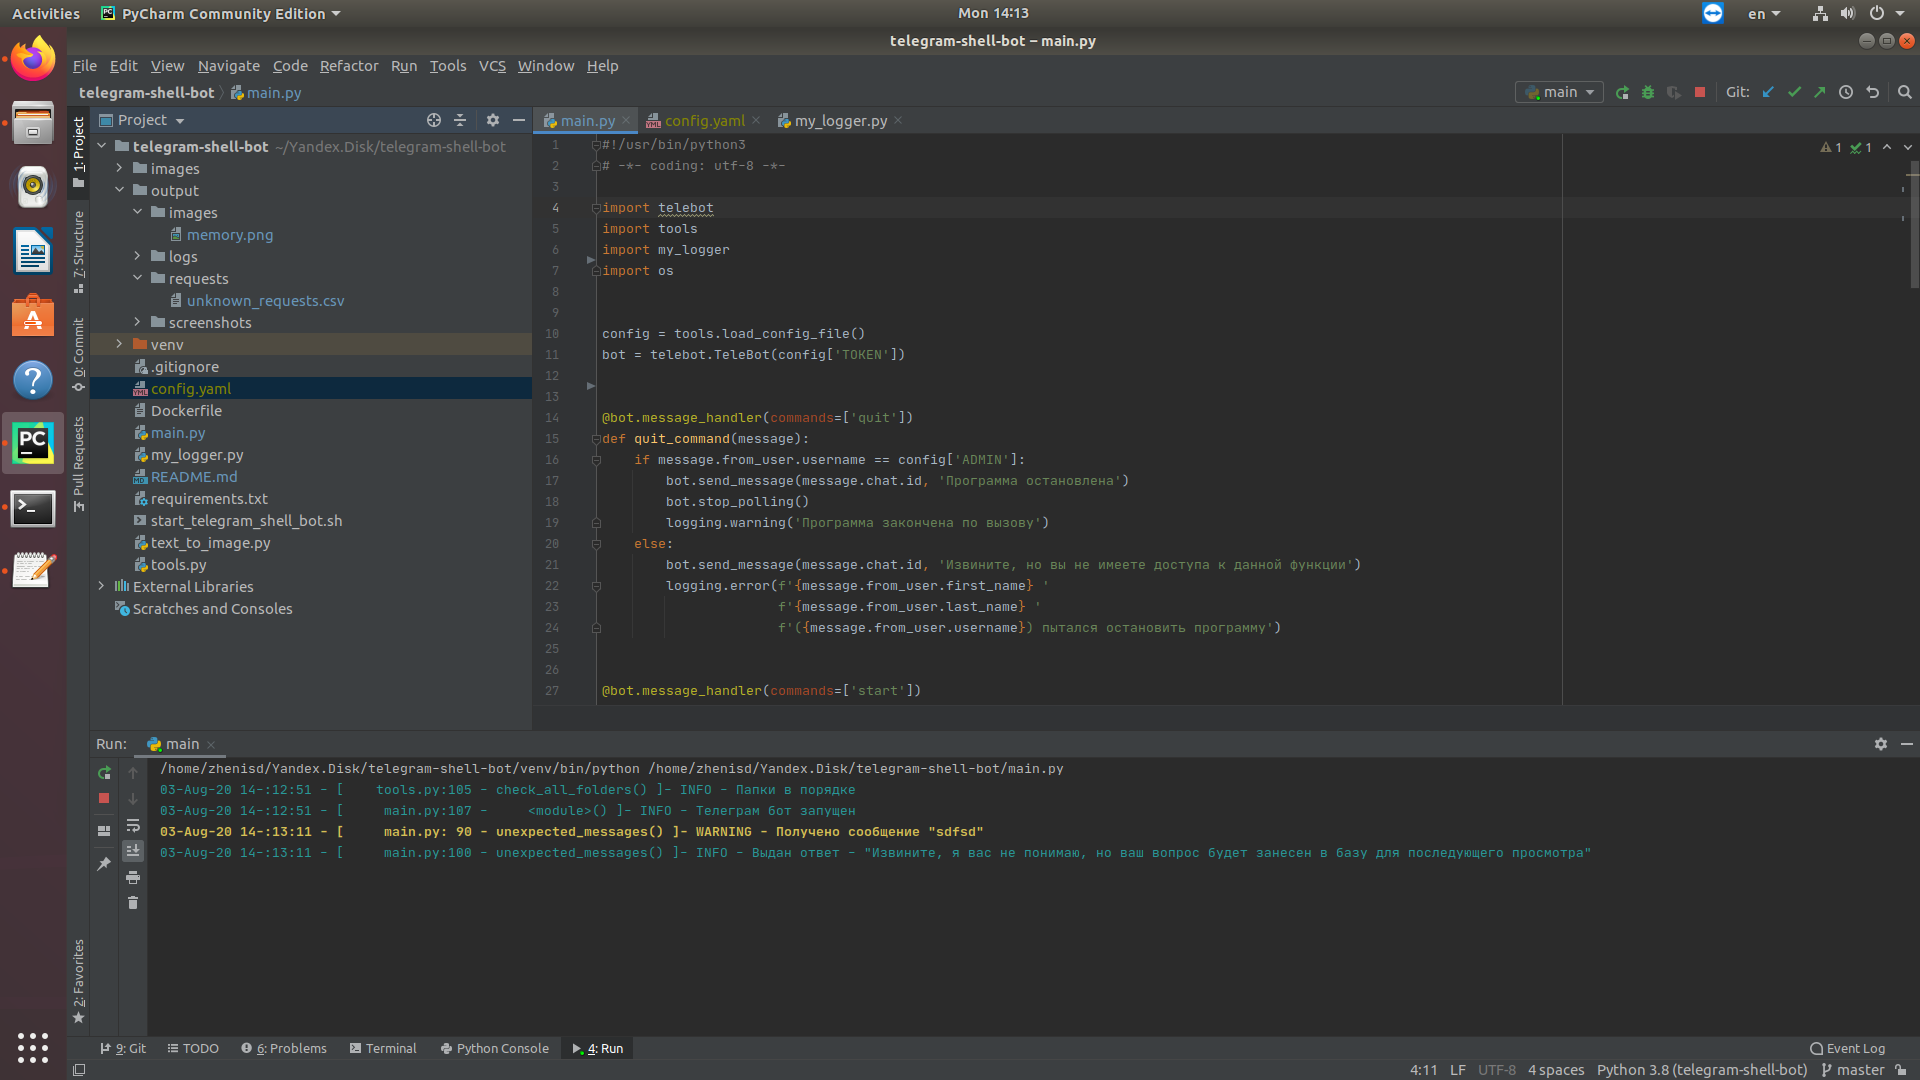 Activities PyCharm Community Edition Mon 14:13 en
telegram-shell-bot – main.py
File Edit View Navigate Code Refactor Run Tools VCS Window Help
telegram-shell-bot main.py main Git:
Project
main.py config.yaml my_logger.py
1: Project
7: Structure
0: Commit
Pull Requests
2: Favorites
telegram-shell-bot ~/Yandex.Disk/telegram-shell-bot
images
output
images
memory.png
logs
requests
unknown_requests.csv
screenshots
venv
.gitignore
config.yaml
Dockerfile
main.py
my_logger.py
README.md
requirements.txt
start_telegram_shell_bot.sh
text_to_image.py
tools.py
External Libraries
Scratches and Consoles
1 #!/usr/bin/python3
2 # -*- coding: utf-8 -*-
3
4 import telebot
5 import tools
6 import my_logger
7 import os
8
9
10 config = tools.load_config_file()
11 bot = telebot.TeleBot(config['TOKEN'])
12
13
14 @bot.message_handler(commands=['quit'])
15 def quit_command(message):
16 if message.from_user.username == config['ADMIN']:
17 bot.send_message(message.chat.id, 'Программа остановлена')
18 bot.stop_polling()
19 logging.warning('Программа закончена по вызову')
20 else:
21 bot.send_message(message.chat.id, 'Извините, но вы не имеете доступа к данной функции')
22 logging.error(f'{message.from_user.first_name} '
23 f'{message.from_user.last_name} '
24 f'({message.from_user.username}) пытался остановить программу')
25
26
27 @bot.message_handler(commands=['start'])
1 1
Run: main
/home/zhenisd/Yandex.Disk/telegram-shell-bot/venv/bin/python /home/zhenisd/Yandex.Disk/telegram-shell-bot/main.py
03-Aug-20 14-:12:51 - [ tools.py:105 - check_all_folders() ]- INFO - Папки в порядке
03-Aug-20 14-:12:51 - [ main.py:107 - <module>() ]- INFO - Телеграм бот запущен
03-Aug-20 14-:13:11 - [ main.py: 90 - unexpected_messages() ]- WARNING - Получено сообщение "sdfsd"
03-Aug-20 14-:13:11 - [ main.py:100 - unexpected_messages() ]- INFO - Выдан ответ - "Извините, я вас не понимаю, но ваш вопрос будет занесен в базу для последующего просмотра"
9: Git TODO 6: Problems Terminal Python Console 4: Run Event Log
4:11 LF UTF-8 4 spaces Python 3.8 (telegram-shell-bot) master